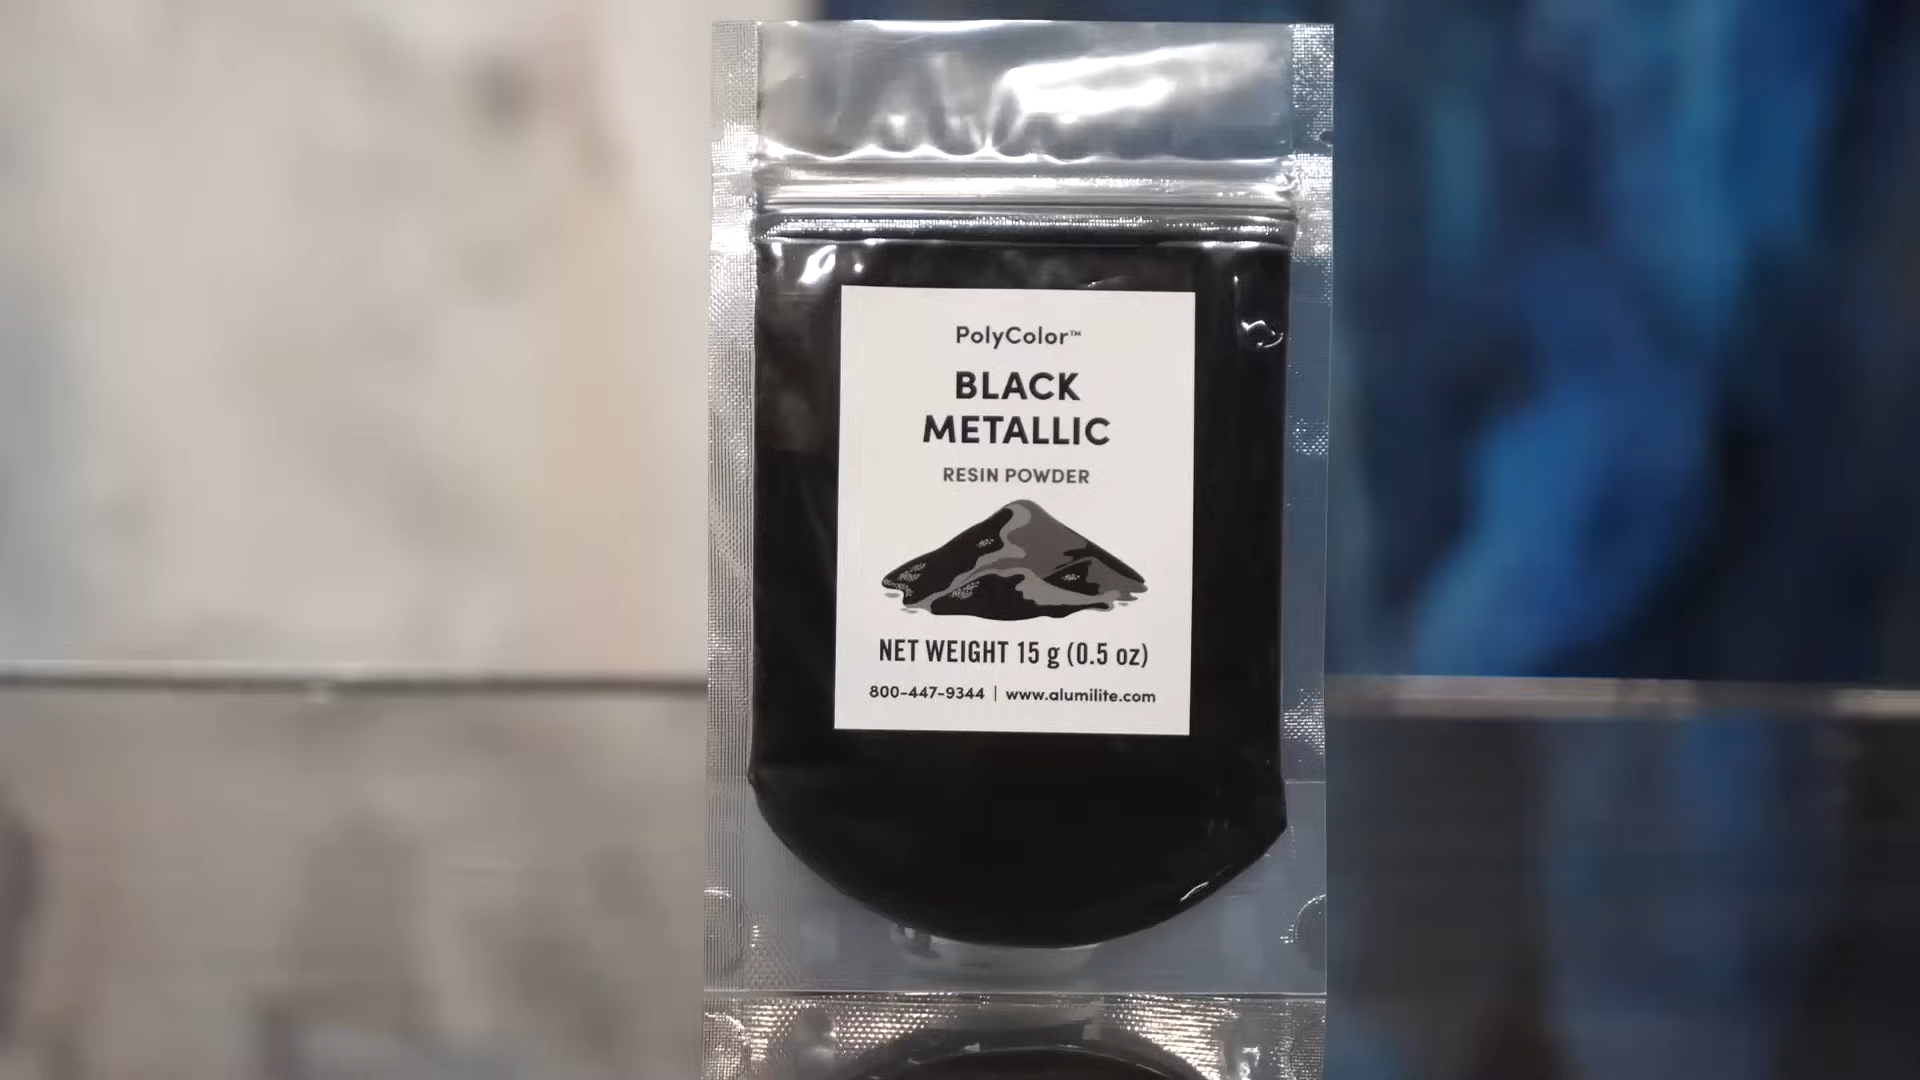 PolyColor™
BLACK
METALLIC
RESIN POWDER
NET WEIGHT 15 g (0.5 oz)
800-447-9344 | www.alumilite.com